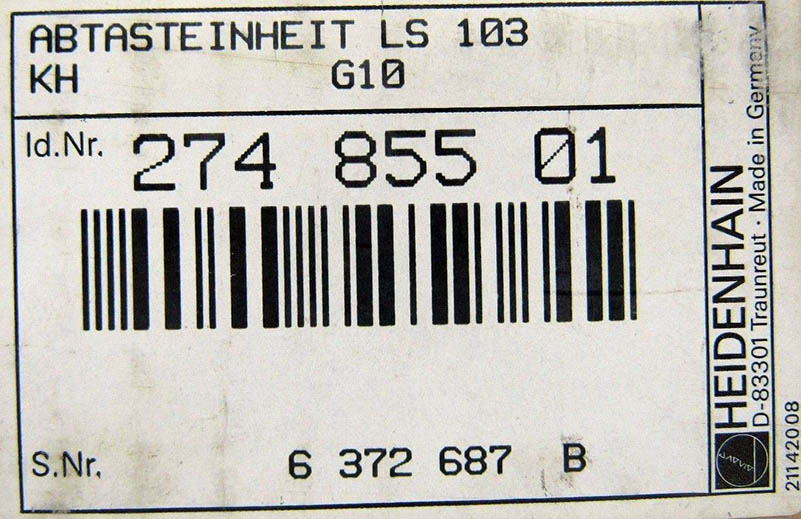 ABTASTEINHEIT LS 103
KH G10
Id.Nr. 274 855 01
S.Nr. 6 372 687 B
HEIDENHAIN
D-83301 Traunreut · Made in Germany
21142008